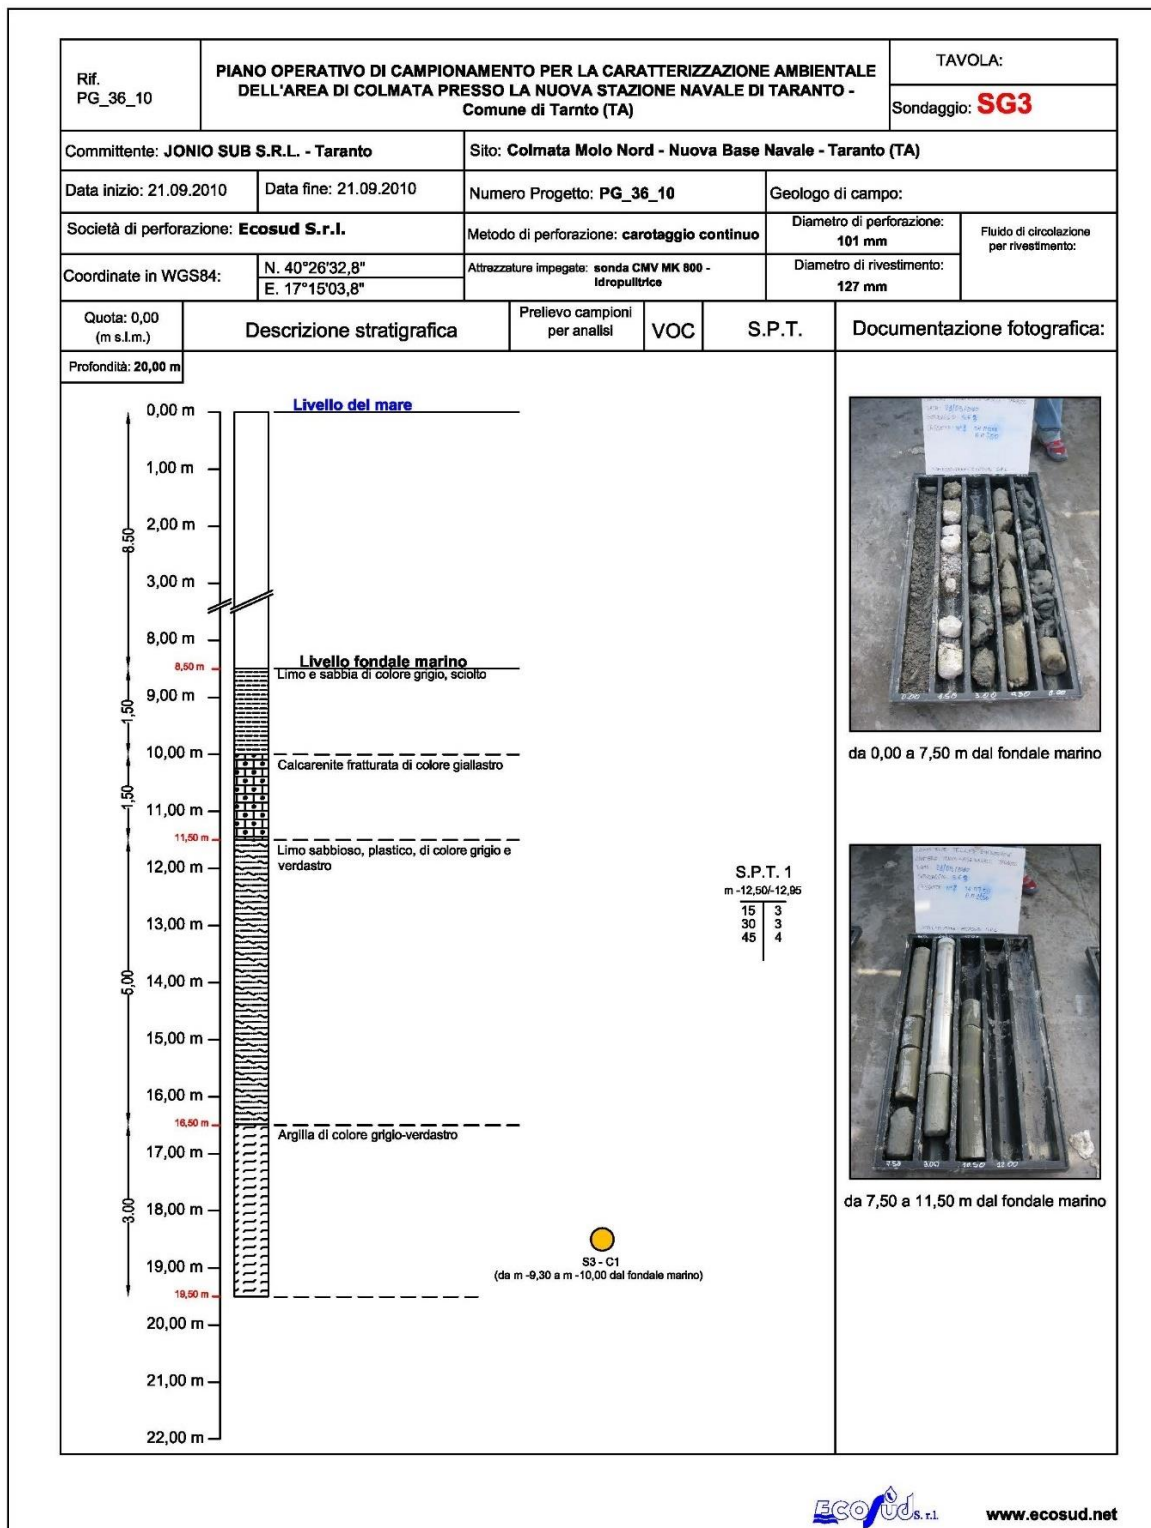 Rif.
PG_36_10
PIANO OPERATIVO DI CAMPIONAMENTO PER LA CARATTERIZZAZIONE AMBIENTALE
DELL'AREA DI COLMATA PRESSO LA NUOVA STAZIONE NAVALE DI TARANTO -
Comune di Tarnto (TA)
TAVOLA:
Sondaggio: SG3
Committente: JONIO SUB S.R.L. - Taranto
Sito: Colmata Molo Nord - Nuova Base Navale - Taranto (TA)
Data inizio: 21.09.2010
Data fine: 21.09.2010
Numero Progetto: PG_36_10
Geologo di campo:
Società di perforazione: Ecosud S.r.l.
Metodo di perforazione: carotaggio continuo
Diametro di perforazione:
101 mm
Fluido di circolazione
per rivestimento:
Coordinate in WGS84:
N. 40°26'32,8"
E. 17°15'03,8"
Attrezzature impegate: sonda CMV MK 800 -
Idropulitrice
Diametro di rivestimento:
127 mm
Quota: 0,00
(m s.l.m.)
Descrizione stratigrafica
Prelievo campioni
per analisi
VOC
S.P.T.
Documentazione fotografica:
Profondità: 20,00 m
0,00 m
Livello del mare
1,00 m
2,00 m
8.50
3,00 m
8,00 m
Livello fondale marino
8,50 m
Limo e sabbia di colore grigio, sciolto
9,00 m
1,50
10,00 m
da 0,00 a 7,50 m dal fondale marino
Calcarenite fratturata di colore giallastro
1,50
11,00 m
11,50 m
Limo sabbioso, plastico, di colore grigio e
verdastro
12,00 m
S.P.T. 1
m -12,50/-12,95
15 3
30 3
45 4
13,00 m
14,00 m
5,00
15,00 m
16,00 m
16,50 m
Argilla di colore grigio-verdastro
17,00 m
18,00 m
3.00
da 7,50 a 11,50 m dal fondale marino
19,00 m
S3 - C1
(da m -9,30 a m -10,00 dal fondale marino)
19,50 m
20,00 m
21,00 m
22,00 m
ECOSUD S. r.l.
www.ecosud.net